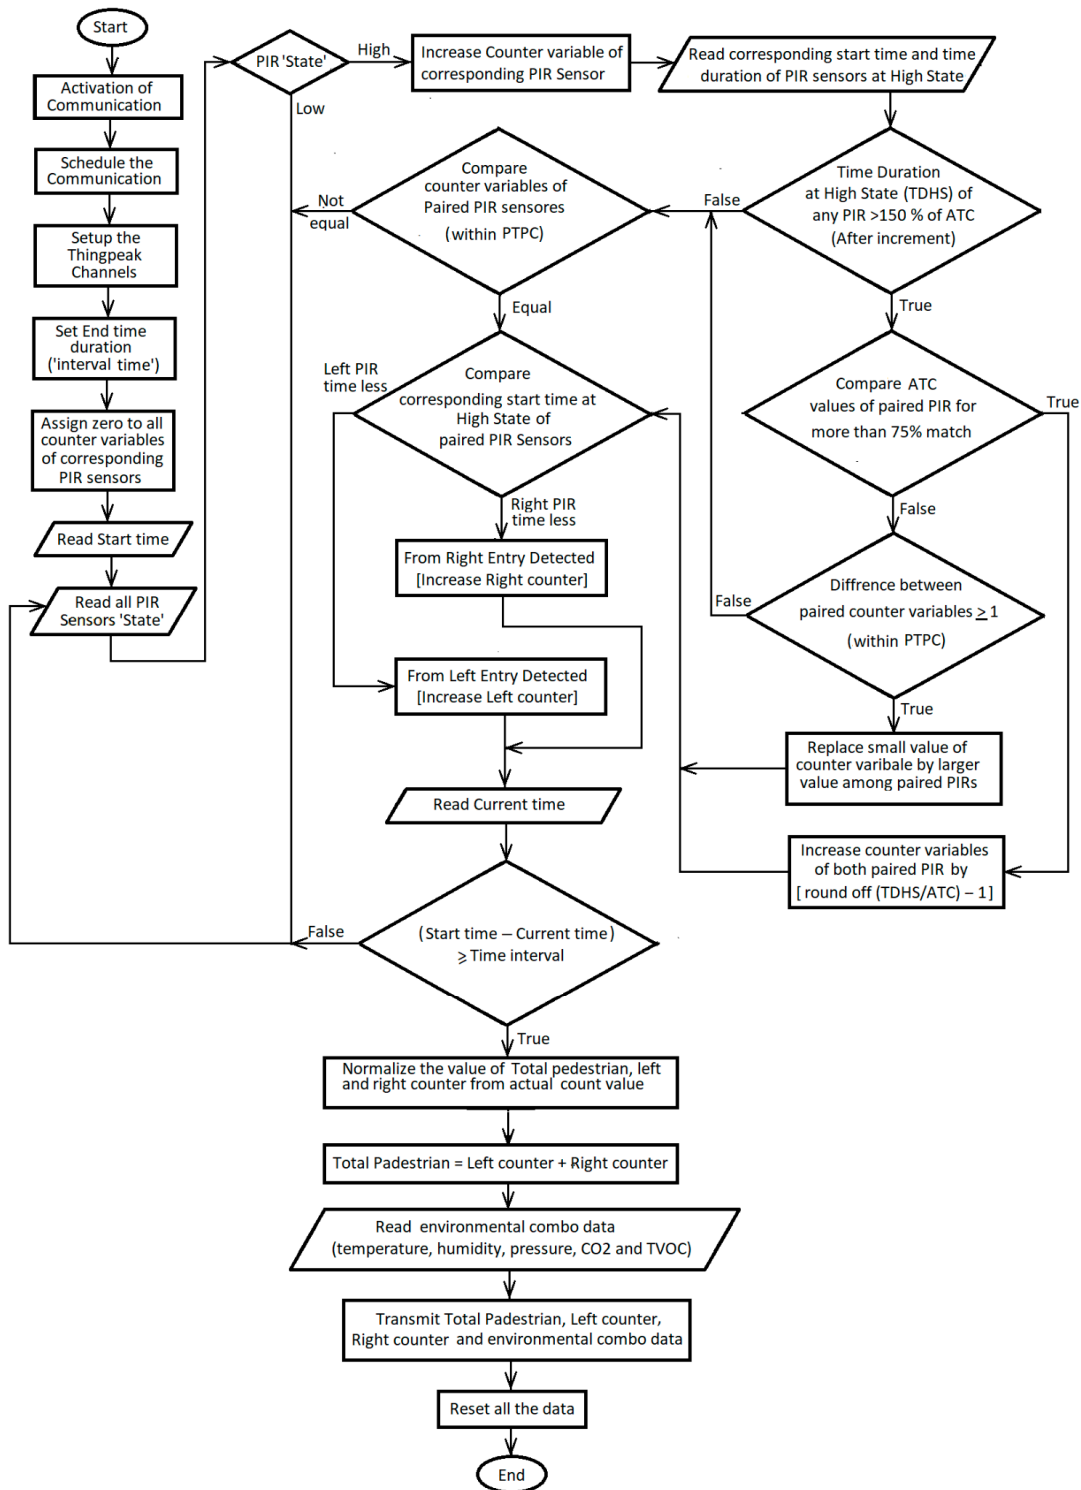 Start
Activation of
Communication
Schedule the
Communication
Setup the
Thingpeak
Channels
Set End time
duration
('interval time')
Assign zero to all
counter variables
of corresponding
PIR sensors
Read Start time
Read all PIR
Sensors 'State'
PIR 'State'
High
Low
Increase Counter variable of
corresponding PIR Sensor
Read corresponding start time and time
duration of PIR sensors at High State
Time Duration
at High State (TDHS) of
any PIR >150 % of ATC
(After increment)
False
True
Compare
counter variables of
Paired PIR sensores
(within PTPC)
Not
equal
Equal
Compare ATC
values of paired PIR for
more than 75% match
True
False
Diffrence between
paired counter variables ≥ 1
(within PTPC)
False
True
Replace small value of
counter varibale by larger
value among paired PIRs
Increase counter variables
of both paired PIR by
[ round off (TDHS/ATC) – 1 ]
Left PIR
time less
Compare
corresponding start time at
High State of
paired PIR Sensors
Right PIR
time less
From Right Entry Detected
[Increase Right counter]
From Left Entry Detected
[Increase Left counter]
Read Current time
(Start time – Current time)
≥ Time interval
False
True
Normalize the value of Total pedestrian, left
and right counter from actual count value
Total Padestrian = Left counter + Right counter
Read environmental combo data
(temperature, humidity, pressure, CO2 and TVOC)
Transmit Total Padestrian, Left counter,
Right counter and environmental combo data
Reset all the data
End